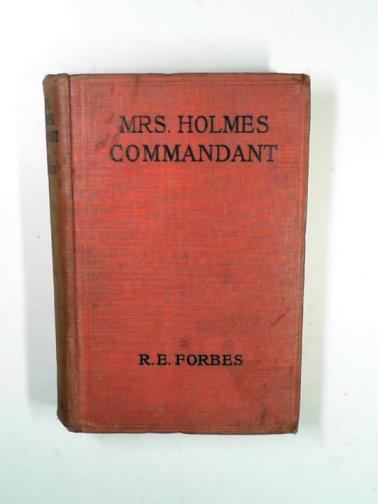 MRS. HOLMES
COMMANDANT
R. E. FORBES